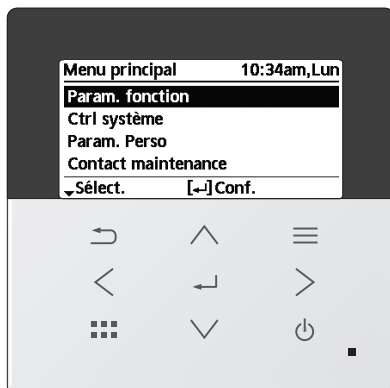 Menu principal 10:34am,Lun
Param. fonction
Ctrl système
Param. Perso
Contact maintenance
Sélect. [↵]Conf.